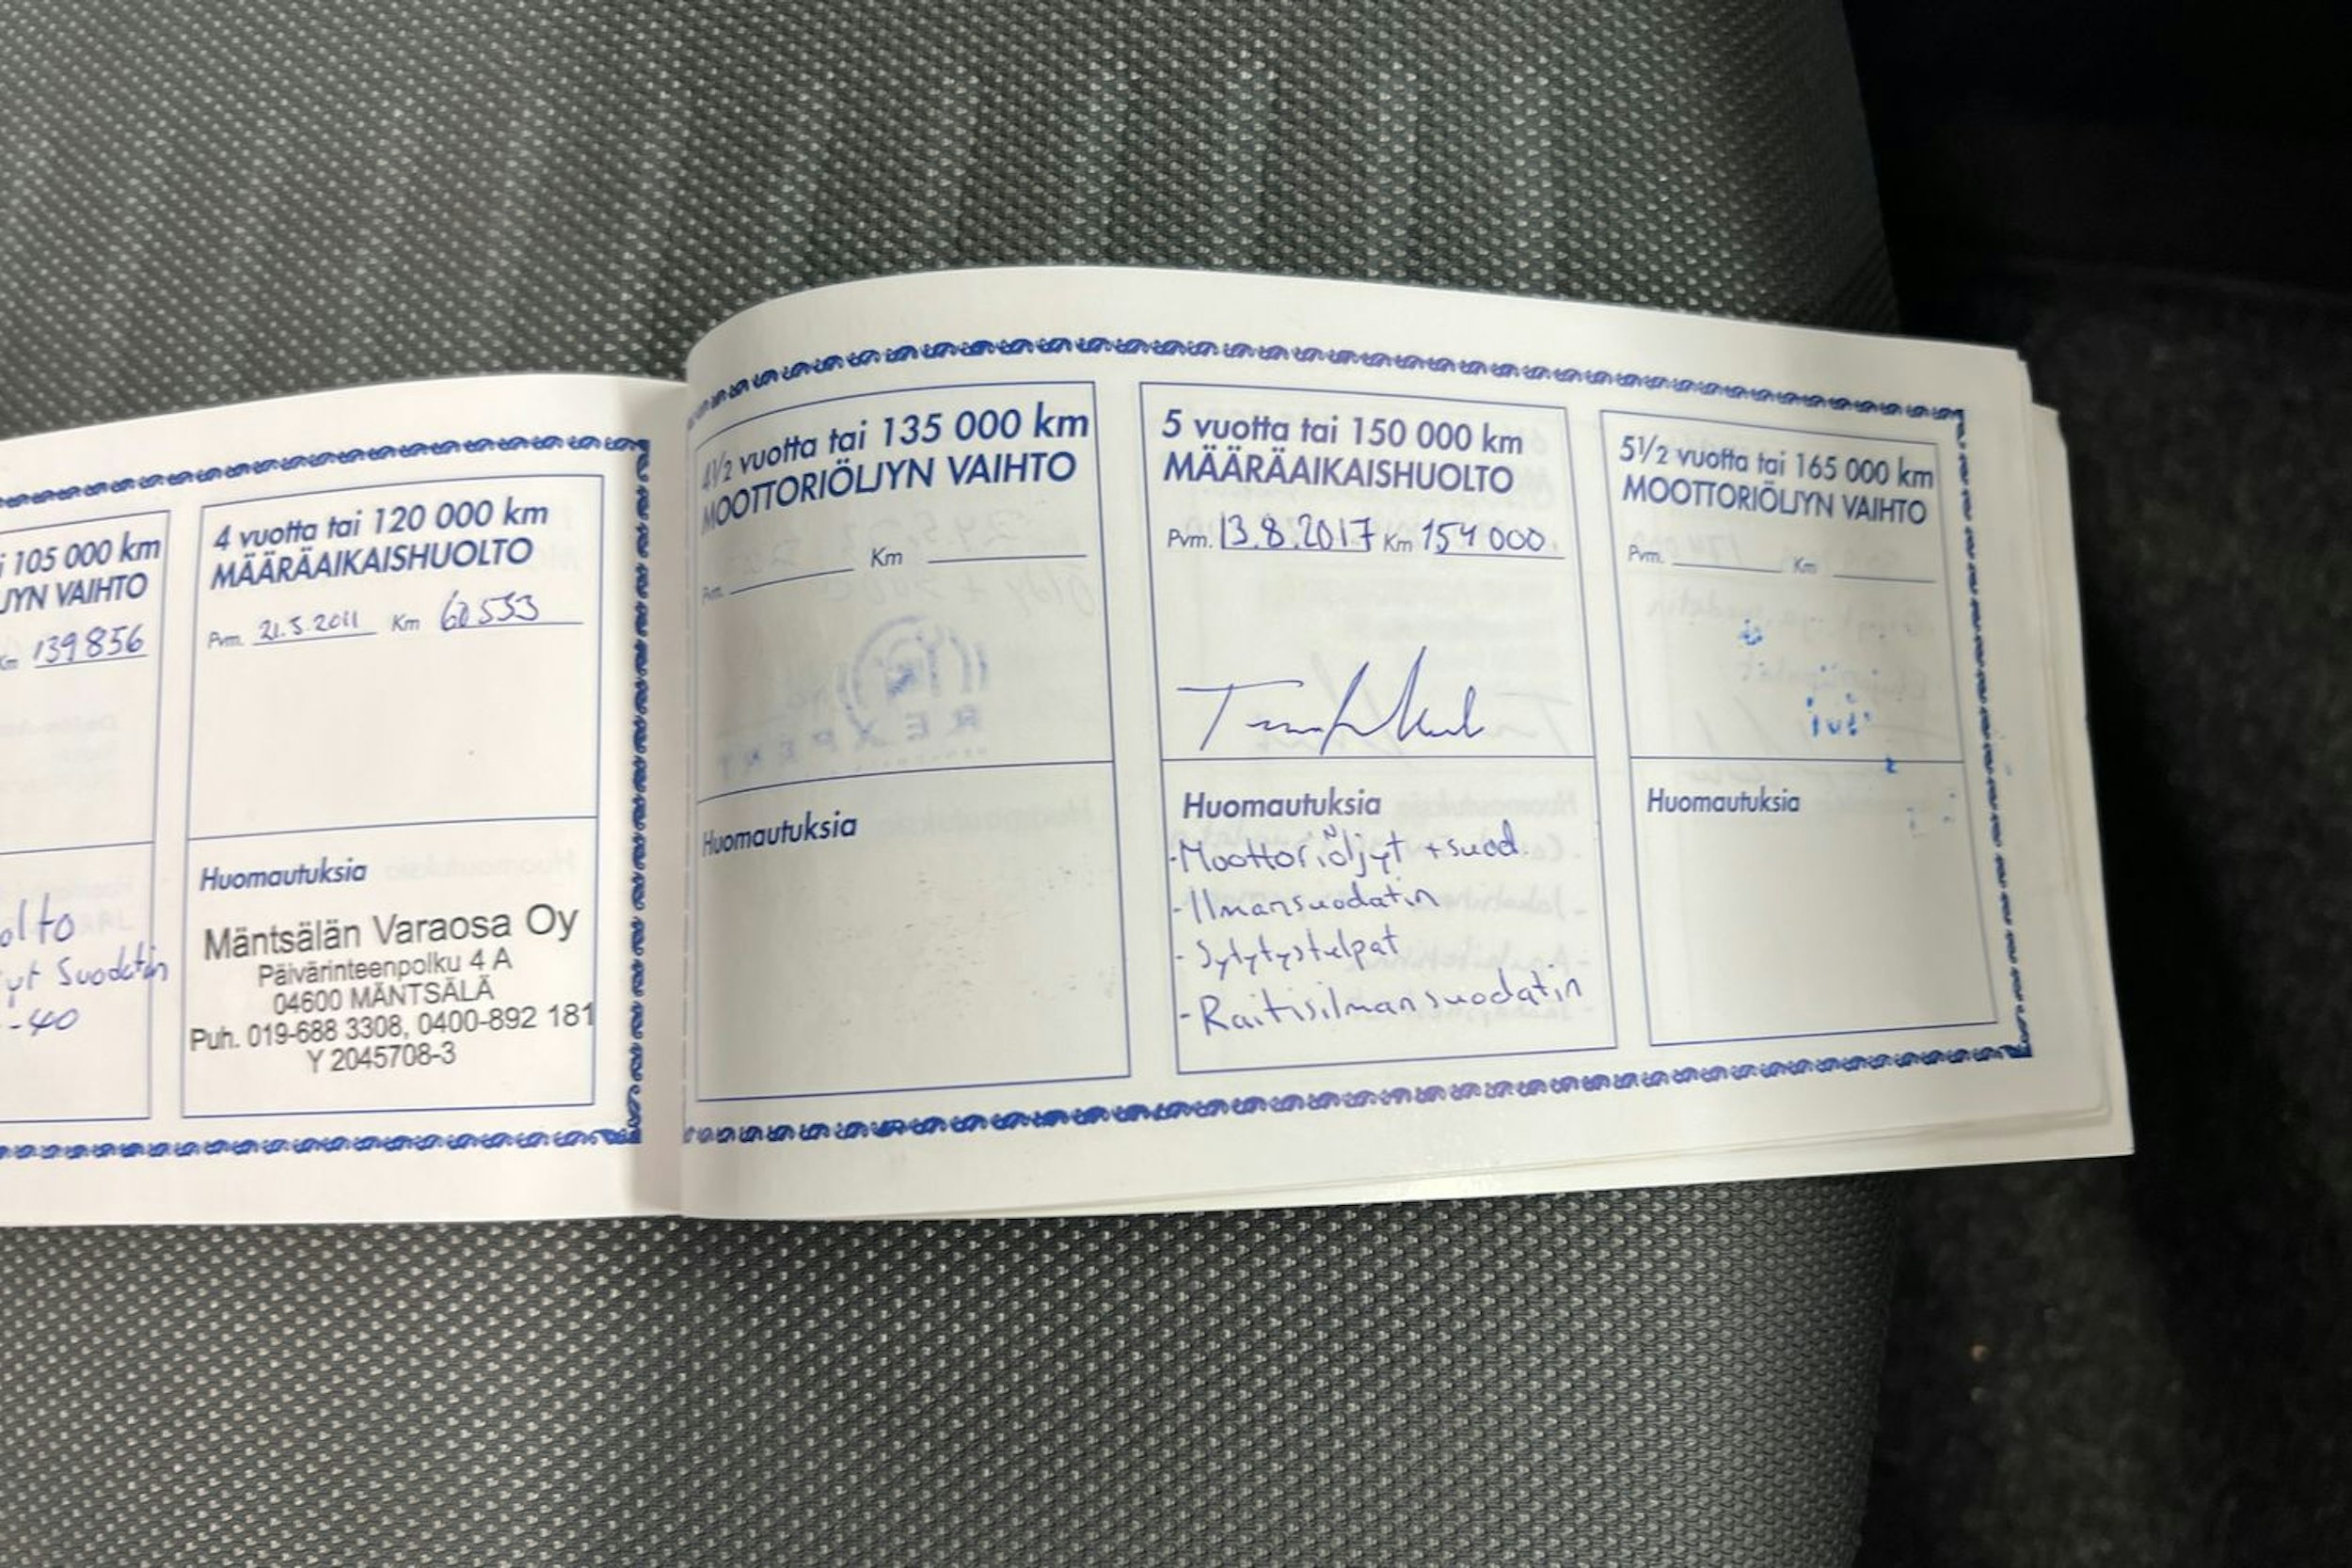 105 000 km
VAIHTO
Km 139856
Suodatin
-40
4 vuotta tai 120 000 km
MÄÄRÄAIKAISHUOLTO
Pvm. 21.5.2011 Km 60533
Huomautuksia
Mäntsälän Varaosa Oy
Päivärinteenpolku 4 A
04600 MÄNTSÄLÄ
Puh. 019-688 3308, 0400-892 181
Y 2045708-3
4½ vuotta tai 135 000 km
MOOTTORIÖLJYN VAIHTO
Pvm. Km
Huomautuksia
5 vuotta tai 150 000 km
MÄÄRÄAIKAISHUOLTO
Pvm. 13.8.2017 Km 154 000
Huomautuksia
- Moottoriöljyt + suod.
- Ilmansuodatin
- Sytytystulpat
- Raitisilmansuodatin
5½ vuotta tai 165 000 km
MOOTTORIÖLJYN VAIHTO
Pvm. Km
Huomautuksia